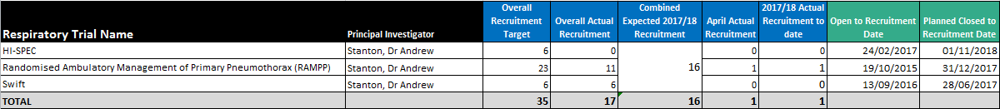 Respiratory Trial Name Principal Investigator Overall Recruitment Target Overall Actual Recruitment Combined Expected 2017/18 Recruitment April Actual Recruitment 2017/18 Actual Recruitment to date Open to Recruitment Date Planned Closed to Recruitment Date
HI-SPEC Stanton, Dr Andrew 6 0 0 0 24/02/2017 01/11/2018
Randomised Ambulatory Management of Primary Pneumothorax (RAMPP) Stanton, Dr Andrew 23 11 16 1 1 19/10/2015 31/12/2017
Swift Stanton, Dr Andrew 6 6 0 0 13/09/2016 28/06/2017
TOTAL 35 17 16 1 1